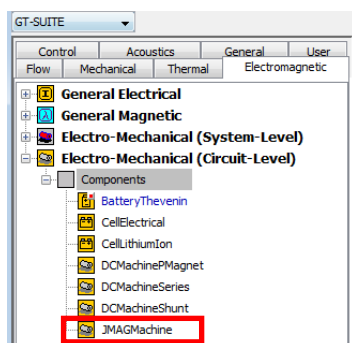 GT-SUITE
Control Acoustics General User
Flow Mechanical Thermal Electromagnetic
General Electrical
General Magnetic
Electro-Mechanical (System-Level)
Electro-Mechanical (Circuit-Level)
Components
BatteryThevenin
CellElectrical
CellLithiumIon
DCMachinePMagnet
DCMachineSeries
DCMachineShunt
JMAGMachine